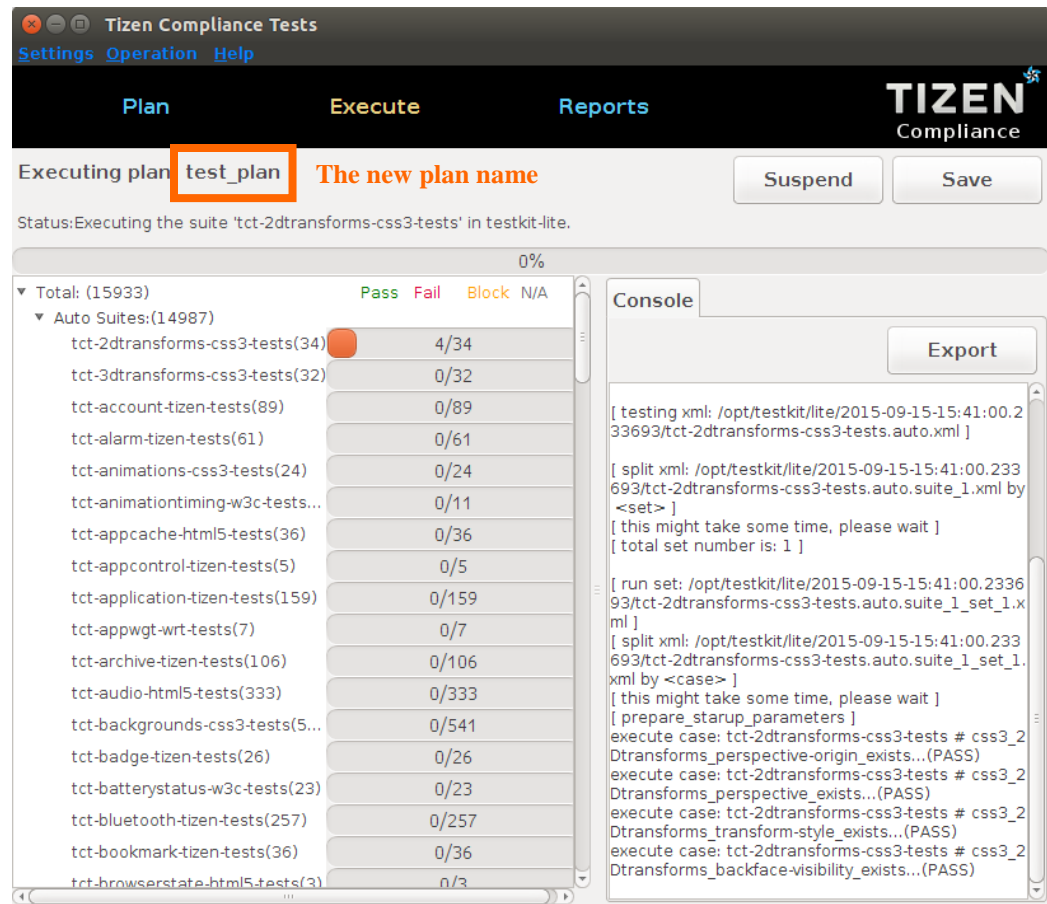 Tizen Compliance Tests
Settings Operation Help
Plan Execute Reports TIZEN
Compliance
Executing plan test_plan The new plan name Suspend Save
Status:Executing the suite 'tct-2dtransforms-css3-tests' in testkit-lite.
0%
Total: (15933) Pass Fail Block N/A
Auto Suites:(14987)
tct-2dtransforms-css3-tests(34) 4/34
tct-3dtransforms-css3-tests(32) 0/32
tct-account-tizen-tests(89) 0/89
tct-alarm-tizen-tests(61) 0/61
tct-animations-css3-tests(24) 0/24
tct-animationtiming-w3c-tests... 0/11
tct-appcache-html5-tests(36) 0/36
tct-appcontrol-tizen-tests(5) 0/5
tct-application-tizen-tests(159) 0/159
tct-appwgt-wrt-tests(7) 0/7
tct-archive-tizen-tests(106) 0/106
tct-audio-html5-tests(333) 0/333
tct-backgrounds-css3-tests(5... 0/541
tct-badge-tizen-tests(26) 0/26
tct-batterystatus-w3c-tests(23) 0/23
tct-bluetooth-tizen-tests(257) 0/257
tct-bookmark-tizen-tests(36) 0/36
tct-browserstate-html5-tests(3) 0/3
Console
Export
[ testing xml: /opt/testkit/lite/2015-09-15-15:41:00.2
33693/tct-2dtransforms-css3-tests.auto.xml ]
[ split xml: /opt/testkit/lite/2015-09-15-15:41:00.233
693/tct-2dtransforms-css3-tests.auto.suite_1.xml by
<set> ]
[ this might take some time, please wait ]
[ total set number is: 1 ]
[ run set: /opt/testkit/lite/2015-09-15-15:41:00.2336
93/tct-2dtransforms-css3-tests.auto.suite_1_set_1.x
ml ]
[ split xml: /opt/testkit/lite/2015-09-15-15:41:00.233
693/tct-2dtransforms-css3-tests.auto.suite_1_set_1.
xml by <case> ]
[ this might take some time, please wait ]
[ prepare_starup_parameters ]
execute case: tct-2dtransforms-css3-tests # css3_2
Dtransforms_perspective-origin_exists...(PASS)
execute case: tct-2dtransforms-css3-tests # css3_2
Dtransforms_perspective_exists...(PASS)
execute case: tct-2dtransforms-css3-tests # css3_2
Dtransforms_transform-style_exists...(PASS)
execute case: tct-2dtransforms-css3-tests # css3_2
Dtransforms_backface-visibility_exists...(PASS)